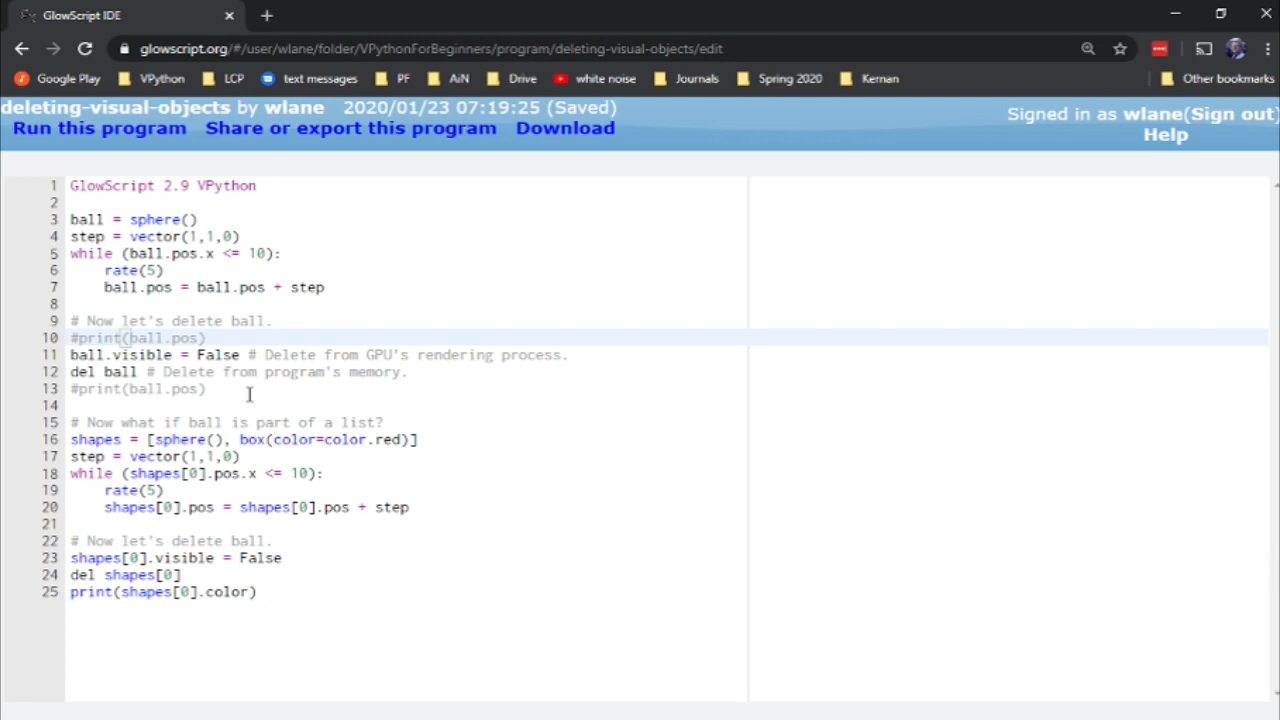 GlowScript IDE
glowscript.org/#/user/wlane/folder/VPythonForBeginners/program/deleting-visual-objects/edit
Google Play VPython LCP text messages PF AiN Drive white noise Journals Spring 2020 Kernan Other bookmarks
deleting-visual-objects by wlane 2020/01/23 07:19:25 (Saved) Signed in as wlane(Sign out)
Run this program Share or export this program Download Help
1 GlowScript 2.9 VPython
2
3 ball = sphere()
4 step = vector(1,1,0)
5 while (ball.pos.x <= 10):
6     rate(5)
7     ball.pos = ball.pos + step
8
9 # Now let's delete ball.
10 #print(ball.pos)
11 ball.visible = False # Delete from GPU's rendering process.
12 del ball # Delete from program's memory.
13 #print(ball.pos)
14
15 # Now what if ball is part of a list?
16 shapes = [sphere(), box(color=color.red)]
17 step = vector(1,1,0)
18 while (shapes[0].pos.x <= 10):
19     rate(5)
20     shapes[0].pos = shapes[0].pos + step
21
22 # Now let's delete ball.
23 shapes[0].visible = False
24 del shapes[0]
25 print(shapes[0].color)